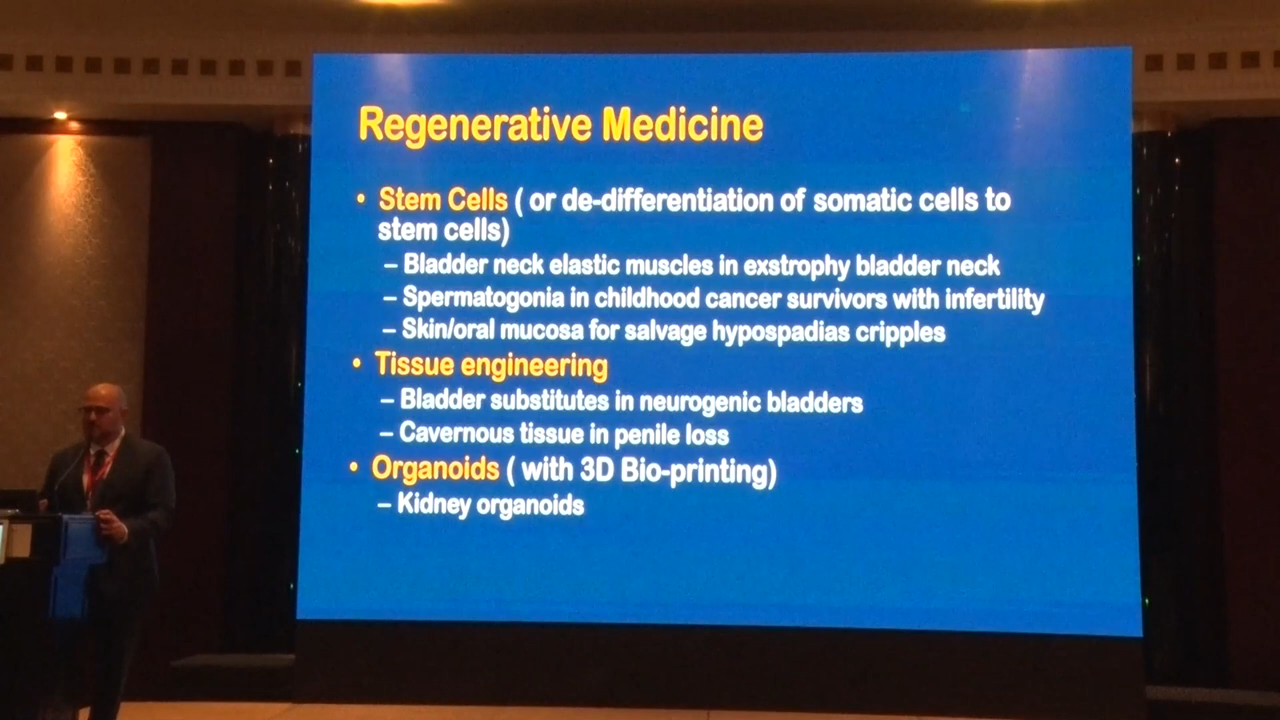 Regenerative Medicine
• Stem Cells ( or de-differentiation of somatic cells to
stem cells)
– Bladder neck elastic muscles in exstrophy bladder neck
– Spermatogonia in childhood cancer survivors with infertility
– Skin/oral mucosa for salvage hypospadias cripples
• Tissue engineering
– Bladder substitutes in neurogenic bladders
– Cavernous tissue in penile loss
• Organoids ( with 3D Bio-printing)
– Kidney organoids